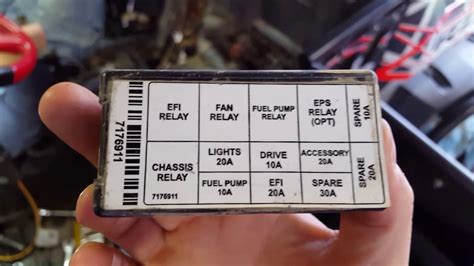 7176911
EFI
RELAY
FAN
RELAY
FUEL PUMP
RELAY
EPS
RELAY
(OPT)
SPARE
10A
CHASSIS
RELAY
7176911
LIGHTS
20A
DRIVE
10A
ACCESSORY
20A
SPARE
20A
FUEL PUMP
10A
EFI
20A
SPARE
30A